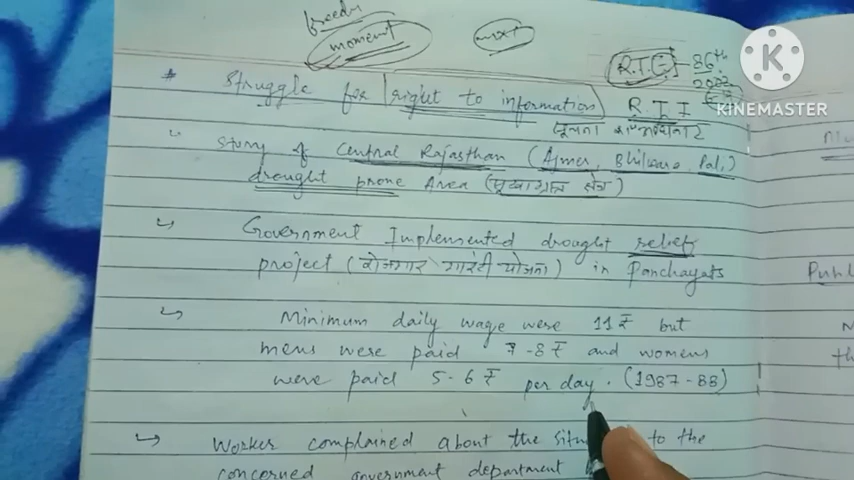 freedom
moment
next
R.T.E - 86th
2002
KINEMASTER
* Struggle for right to information R T I
सूचना का अधिकार
Story of Central Rajasthan (Ajmer, Bhilwara, Pali)
drought prone Area (सूखाग्रस्त क्षेत्र)
Government Implemented drought relief
project (रोजगार गारंटी योजना) in Panchayats
Minimum daily wage were 11₹ but
mens were paid 7-8₹ and womens
were paid 5-6₹ per day. (1987-88)
Worker complained about the to the
concerned government department